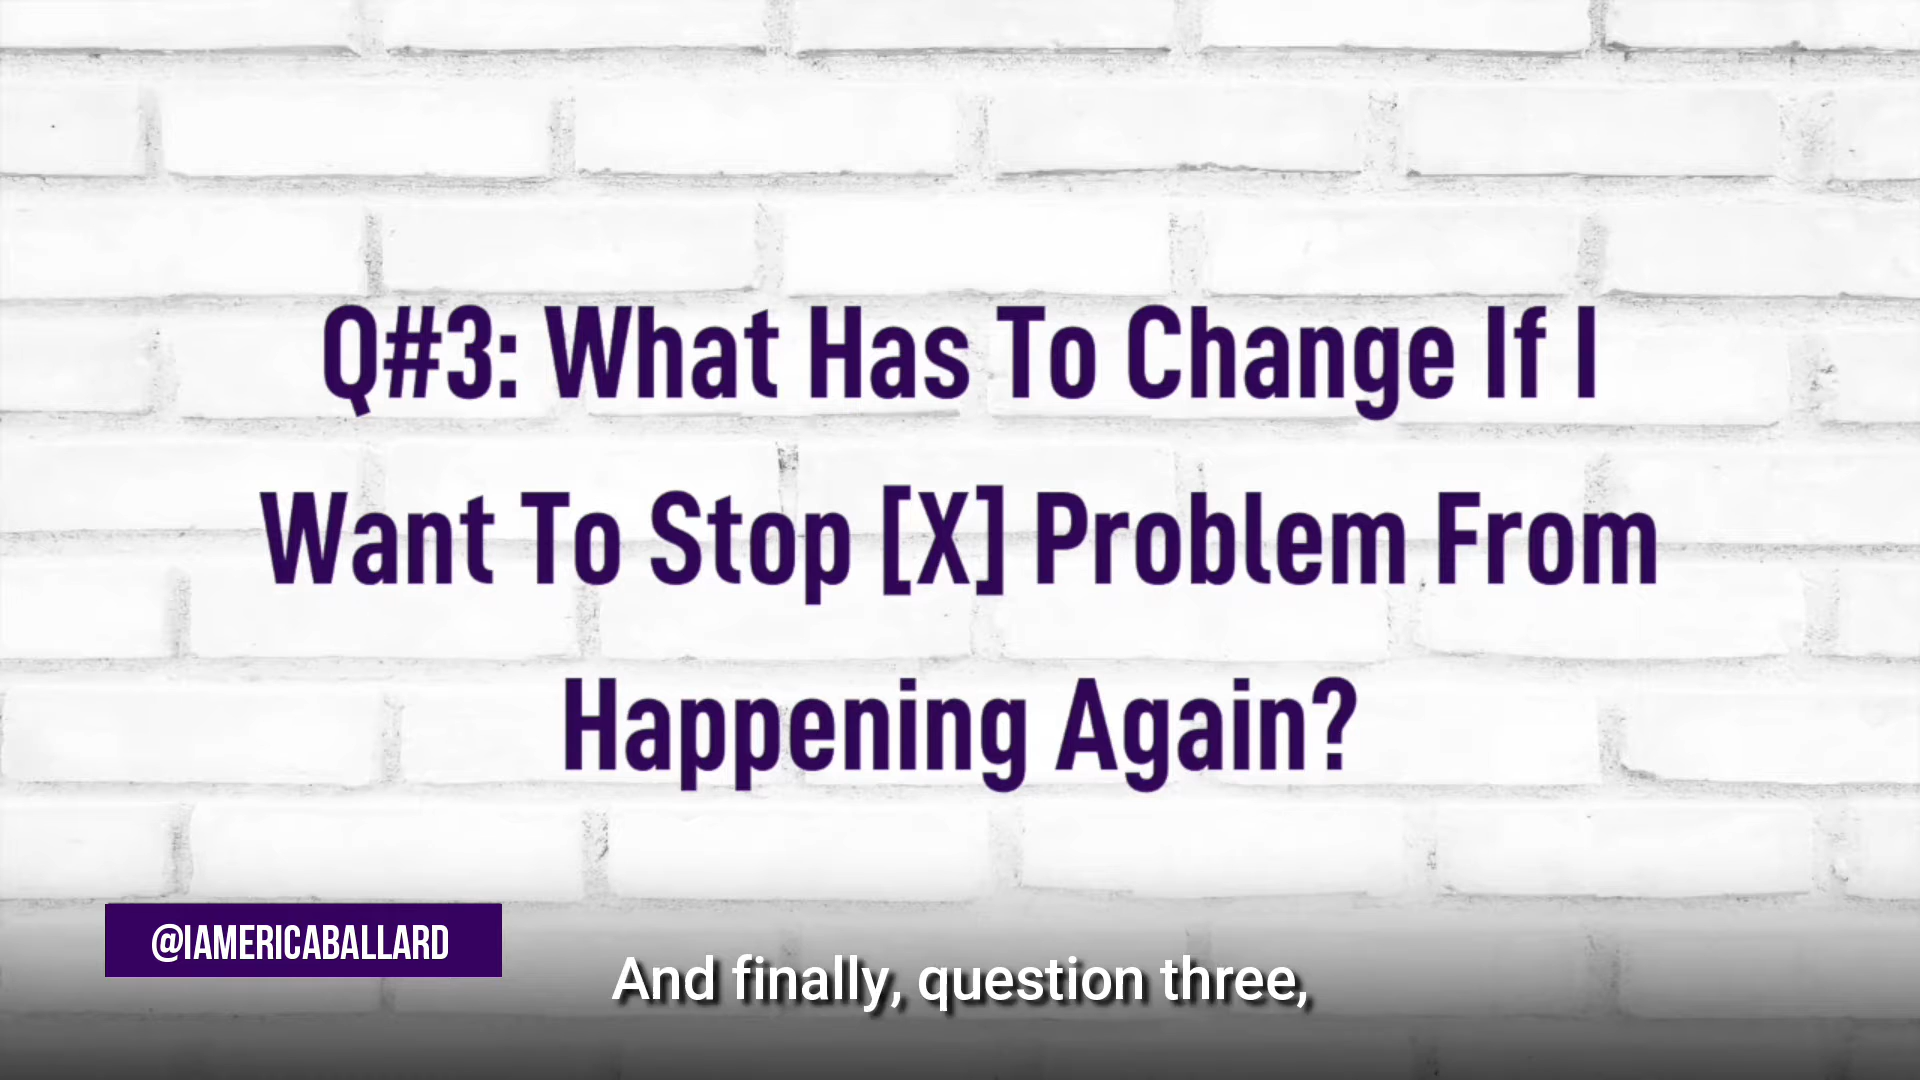 Q#3: What Has To Change If I
Want To Stop [X] Problem From
Happening Again?
@IAMERICABALLARD
And finally, question three,